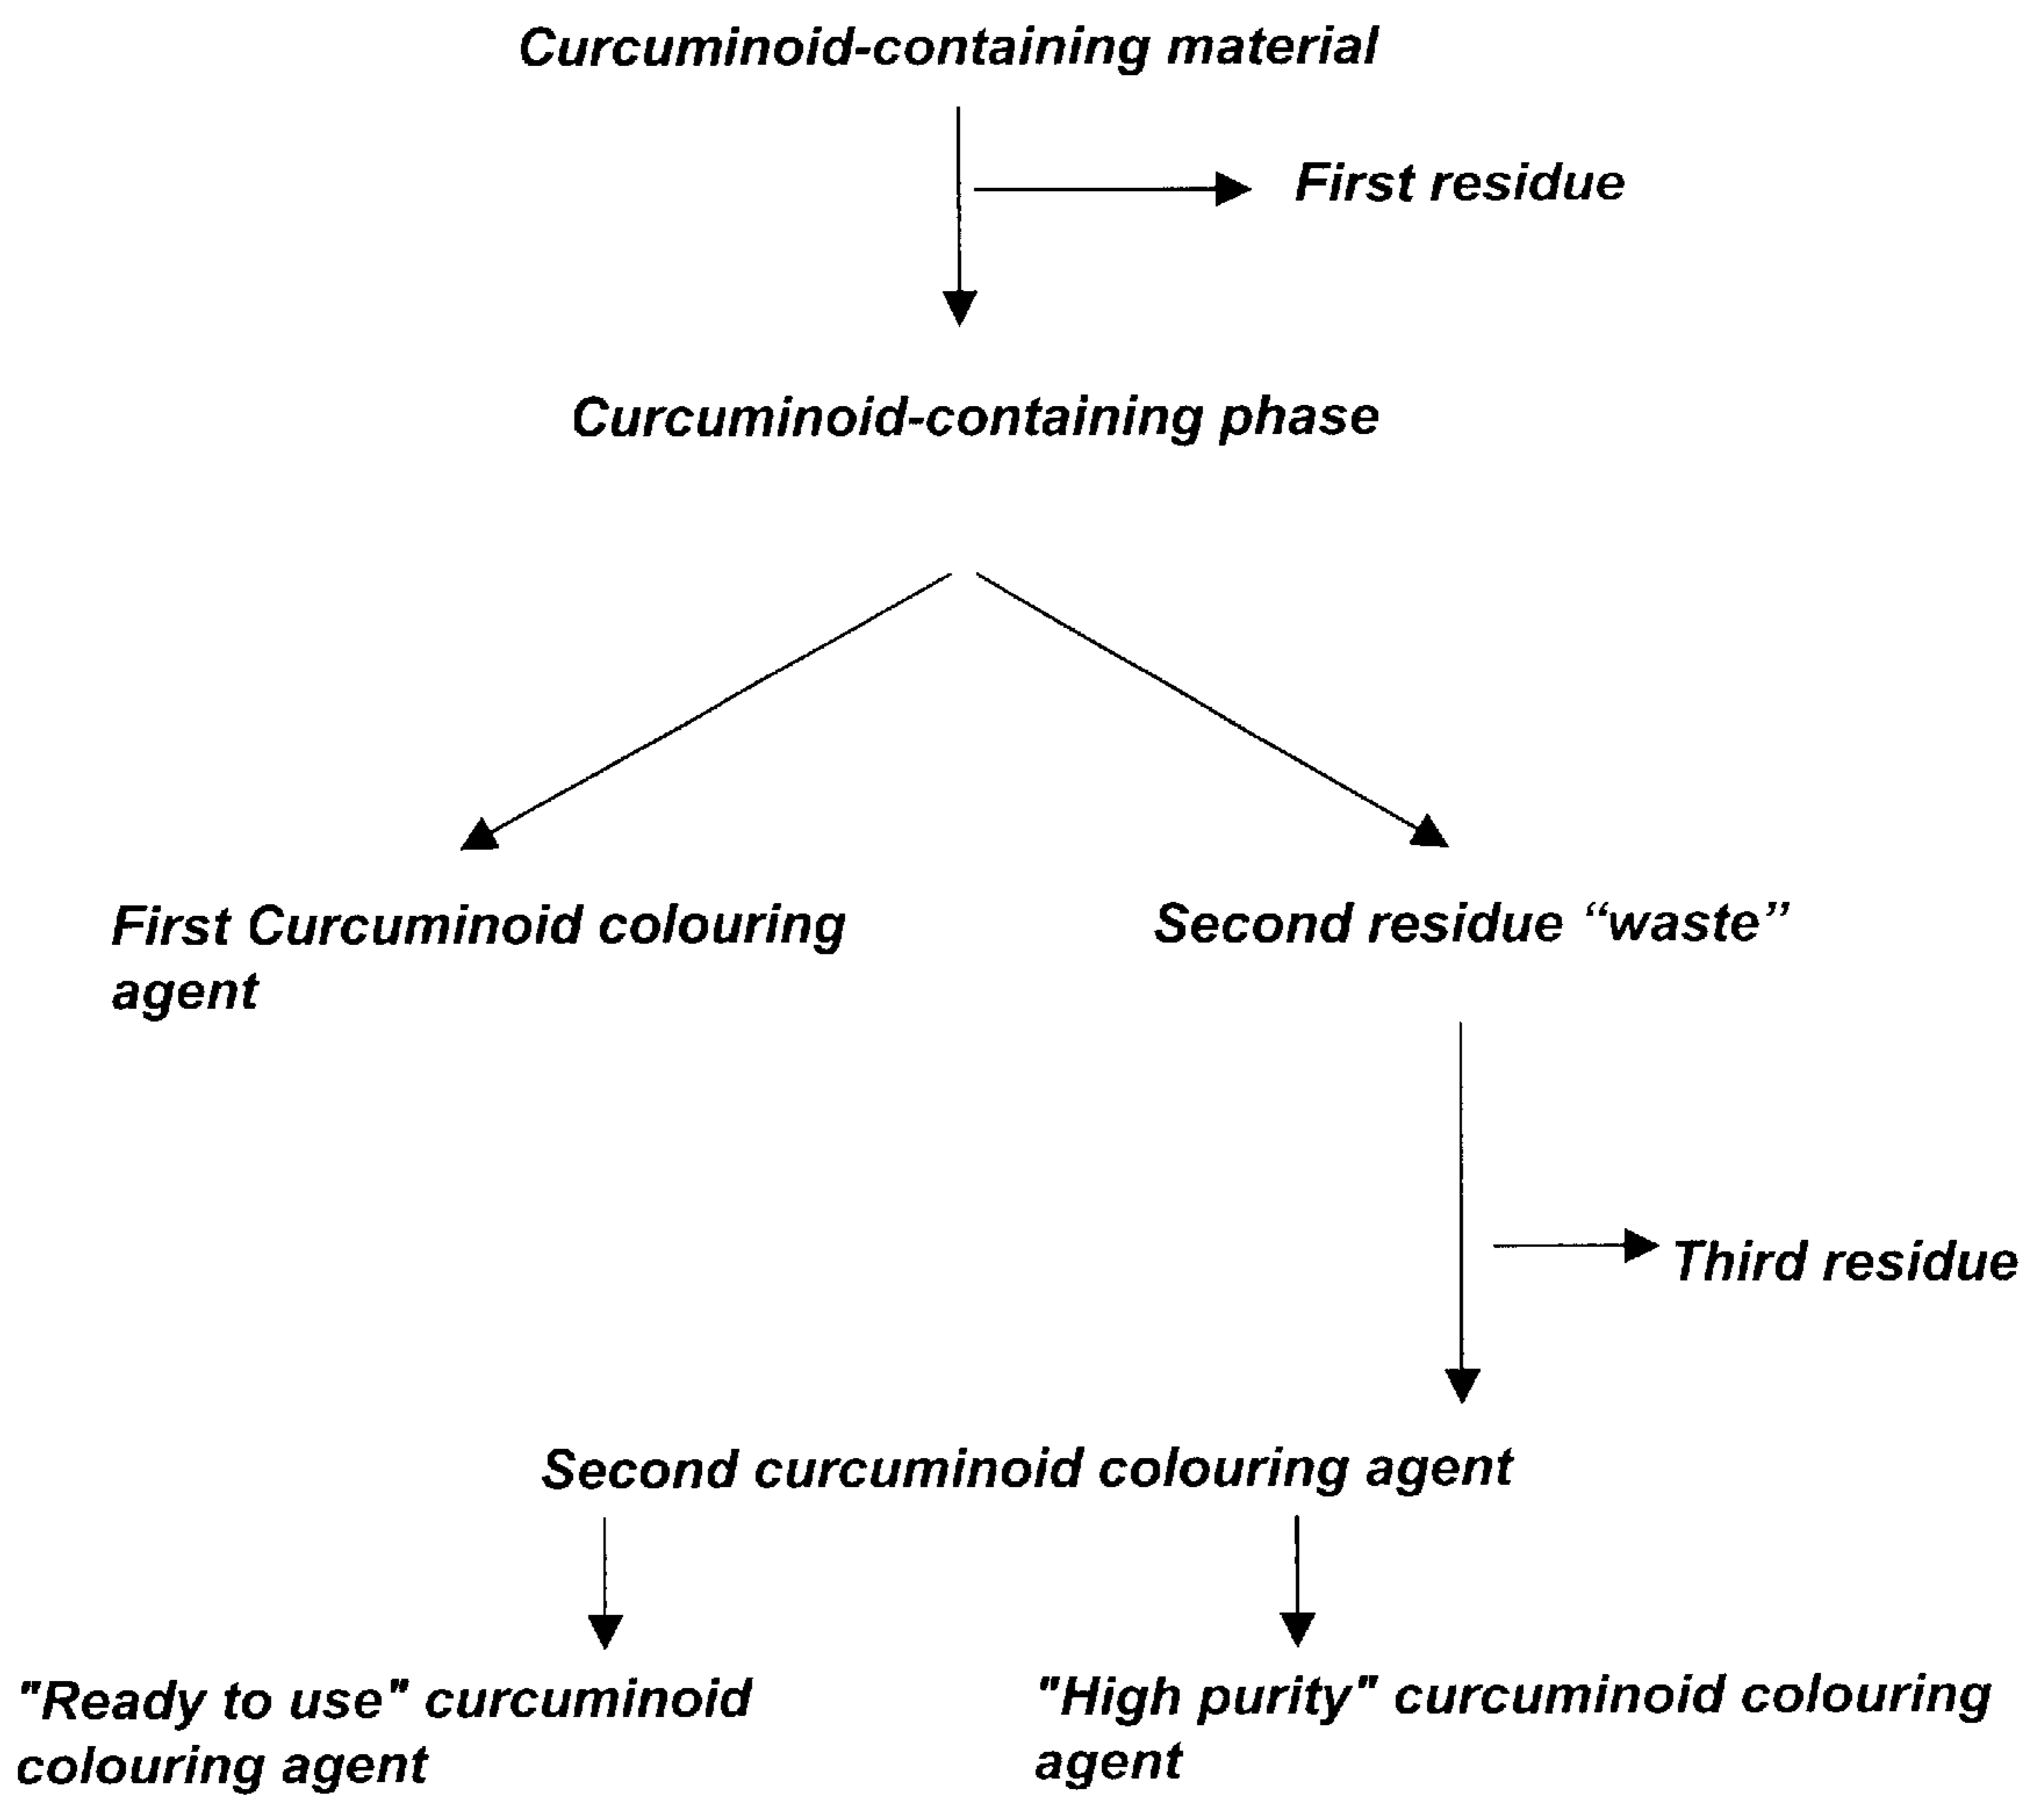 Curcuminoid-containing material
First residue
Curcuminoid-containing phase
First Curcuminoid colouring
agent
Second residue “waste”
Third residue
Second curcuminoid colouring agent
"Ready to use" curcuminoid
colouring agent
"High purity" curcuminoid colouring
agent